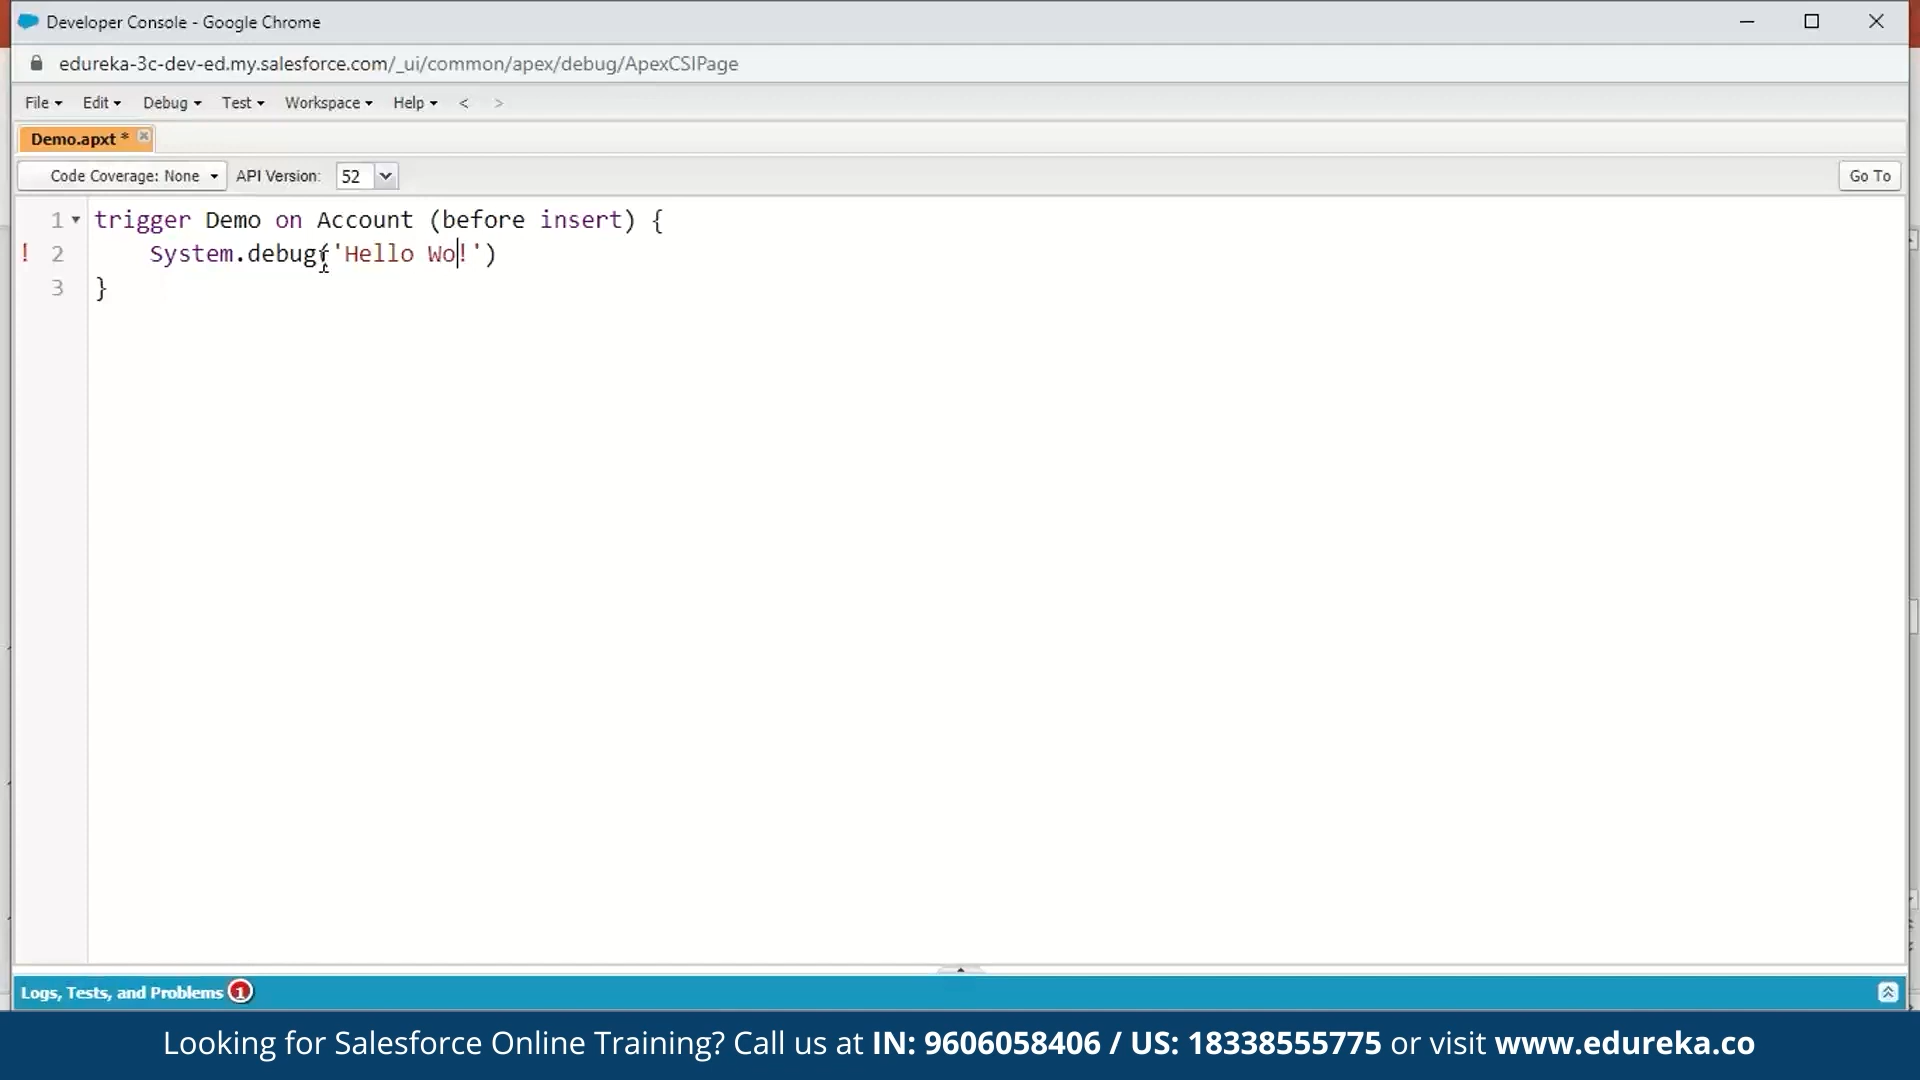 Developer Console - Google Chrome
edureka-3c-dev-ed.my.salesforce.com/_ui/common/apex/debug/ApexCSIPage
File Edit Debug Test Workspace Help < >
Demo.apxt *
Code Coverage: None API Version: 52 Go To
1 trigger Demo on Account (before insert) {
! 2 System.debug('Hello Wo!')
3 }
Logs, Tests, and Problems 1
Looking for Salesforce Online Training? Call us at IN: 9606058406 / US: 18338555775 or visit www.edureka.co